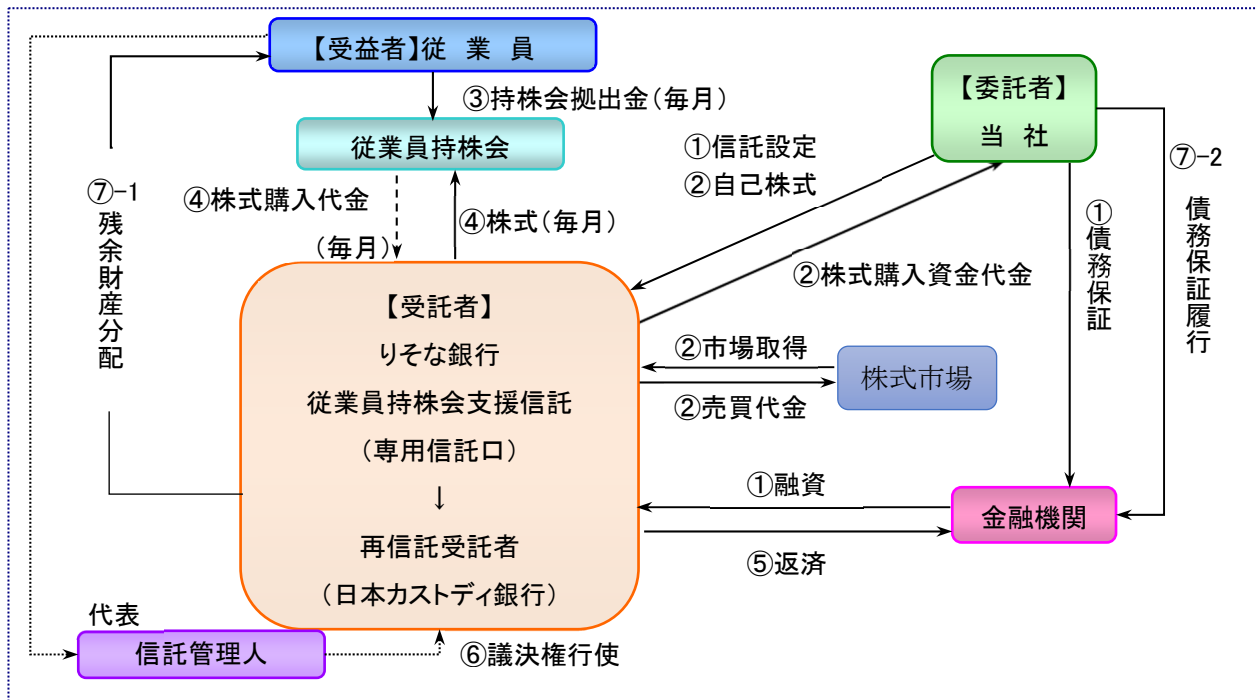 【受益者】従 業 員
③持株会拠出金(毎月)
従業員持株会
【委託者】
当 社
①信託設定
②自己株式
⑦-1
残余財産分配
④株式購入代金
(毎月)
④株式(毎月)
②株式購入資金代金
①債務保証
⑦-2
債務保証履行
【受託者】
りそな銀行
従業員持株会支援信託
(専用信託口)
↓
再信託受託者
(日本カストディ銀行)
②市場取得
②売買代金
株式市場
①融資
⑤返済
金融機関
代表
信託管理人
⑥議決権行使